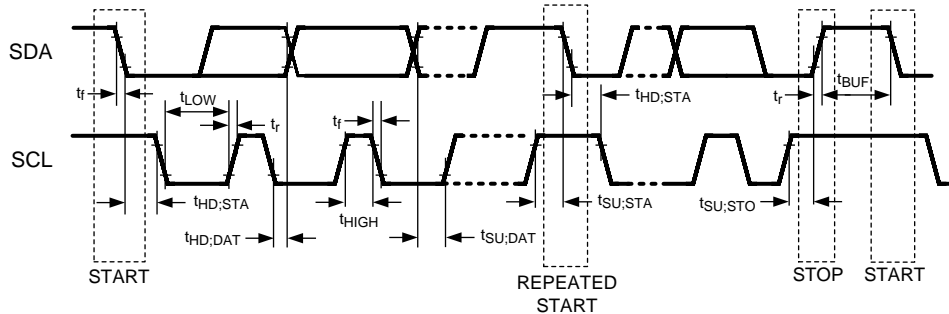 SDA
t_f
t_LOW
t_r
t_f
t_HD;STA
t_r
t_BUF
SCL
t_HD;STA
t_HD;DAT
t_HIGH
t_SU;DAT
t_SU;STA
t_SU;STO
START
REPEATED
START
STOP
START